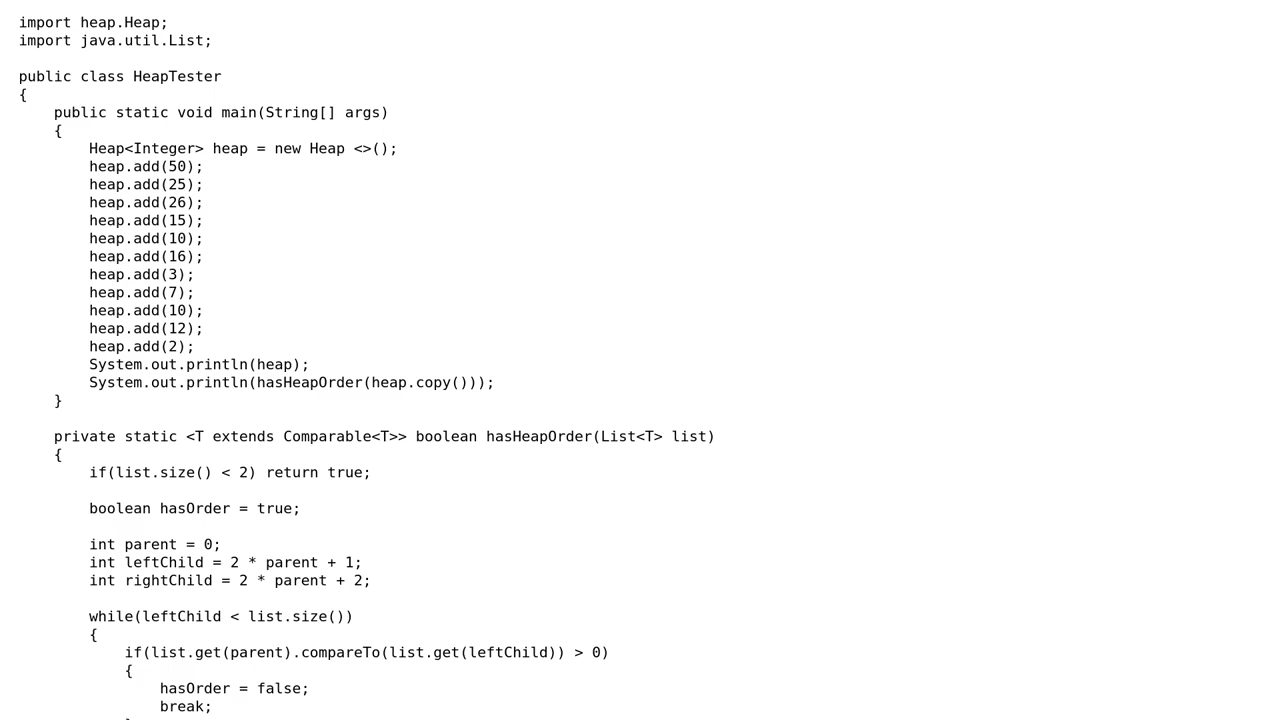 import heap.Heap;
import java.util.List;

public class HeapTester
{
    public static void main(String[] args)
    {
        Heap<Integer> heap = new Heap <>();
        heap.add(50);
        heap.add(25);
        heap.add(26);
        heap.add(15);
        heap.add(10);
        heap.add(16);
        heap.add(3);
        heap.add(7);
        heap.add(10);
        heap.add(12);
        heap.add(2);
        System.out.println(heap);
        System.out.println(hasHeapOrder(heap.copy()));
    }

    private static <T extends Comparable<T>> boolean hasHeapOrder(List<T> list)
    {
        if(list.size() < 2) return true;

        boolean hasOrder = true;

        int parent = 0;
        int leftChild = 2 * parent + 1;
        int rightChild = 2 * parent + 2;

        while(leftChild < list.size())
        {
            if(list.get(parent).compareTo(list.get(leftChild)) > 0)
            {
                hasOrder = false;
                break;